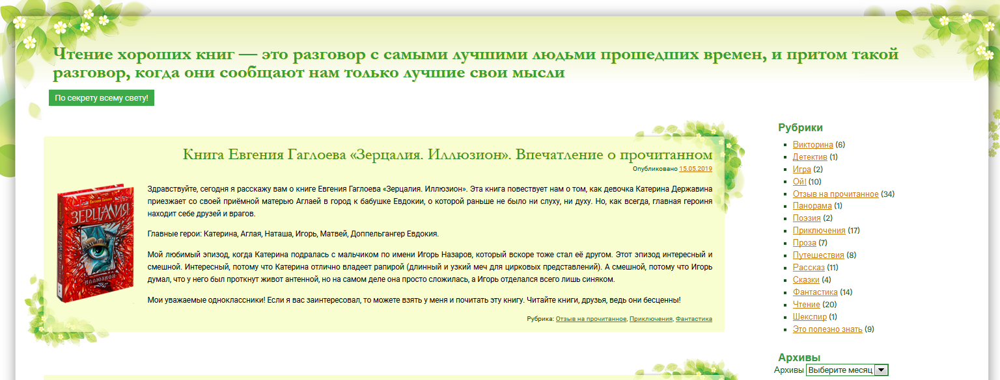 Чтение хороших книг — это разговор с самыми лучшими людьми прошедших времен, и притом такой
разговор, когда они сообщают нам только лучшие свои мысли
По секрету всему свету!
Книга Евгения Гаглоева «Зерцалия. Иллюзион». Впечатление о прочитанном
Опубликовано 15.05.2019
ЗЕРЦАЛИЯ
ИЛЛЮЗИОН
Здравствуйте, сегодня я расскажу вам о книге Евгения Гаглоева «Зерцалия. Иллюзион». Эта книга повествует нам о том, как девочка Катерина Державина
приезжает со своей приёмной матерью Аглаей в город к бабушке Евдокии, о которой раньше не было ни слуху, ни духу. Но, как всегда, главная героиня
находит себе друзей и врагов.
Главные герои: Катерина, Аглая, Наташа, Игорь, Матвей, Доппельгангер Евдокия.
Мой любимый эпизод, когда Катерина подралась с мальчиком по имени Игорь Назаров, который вскоре тоже стал её другом. Этот эпизод интересный и
смешной. Интересный, потому что Катерина отлично владеет рапирой (длинный и узкий меч для цирковых представлений). А смешной, потому что Игорь
думал, что у него был проткнут живот антенной, но на самом деле она просто сложилась, а Игорь отделался всего лишь синяком.
Мои уважаемые одноклассники! Если я вас заинтересовал, то можете взять у меня и почитать эту книгу. Читайте книги, друзья, ведь они бесценны!
Рубрика: Отзыв на прочитанное, Приключения, Фантастика
Рубрики
Викторина (6)
Детектив (1)
Игра (2)
Ой! (10)
Отзыв на прочитанное (34)
Панорама (1)
Поэзия (2)
Приключения (17)
Проза (7)
Путешествия (8)
Рассказ (11)
Сказки (4)
Фантастика (14)
Чтение (20)
Шекспир (1)
Это полезно знать (9)
Архивы
Архивы Выберите месяц